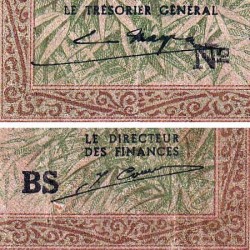 LE TRÉSORIER GÉNÉRAL
Nº
LE DIRECTEUR
DES FINANCES
BS